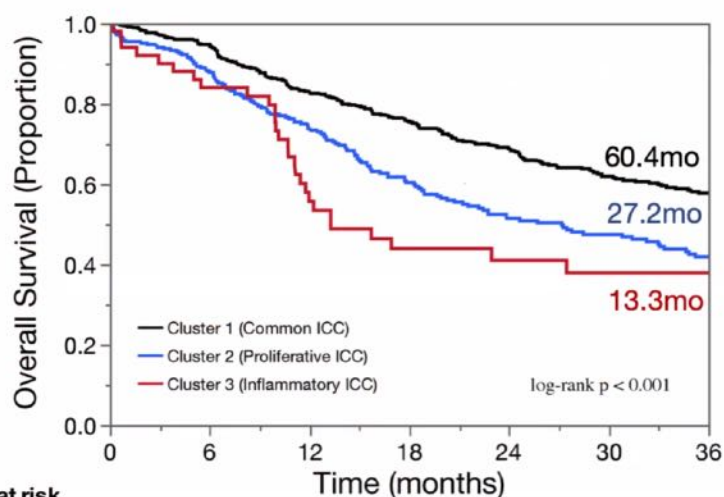 Overall Survival (Proportion)
1.0
0.8
0.6
0.4
0.2
0.0
60.4mo
27.2mo
13.3mo
Cluster 1 (Common ICC)
Cluster 2 (Proliferative ICC)
Cluster 3 (Inflammatory ICC)
log-rank p < 0.001
0 6 12 18 24 30 36
Time (months)
at risk